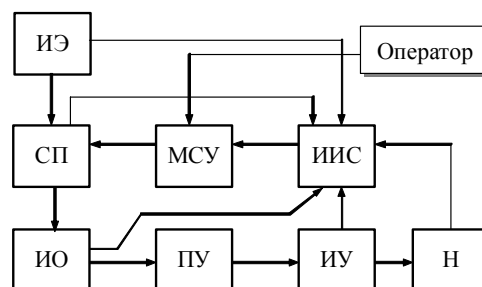 ИЭ
Оператор
СП
МСУ
ИИС
ИО
ПУ
ИУ
Н